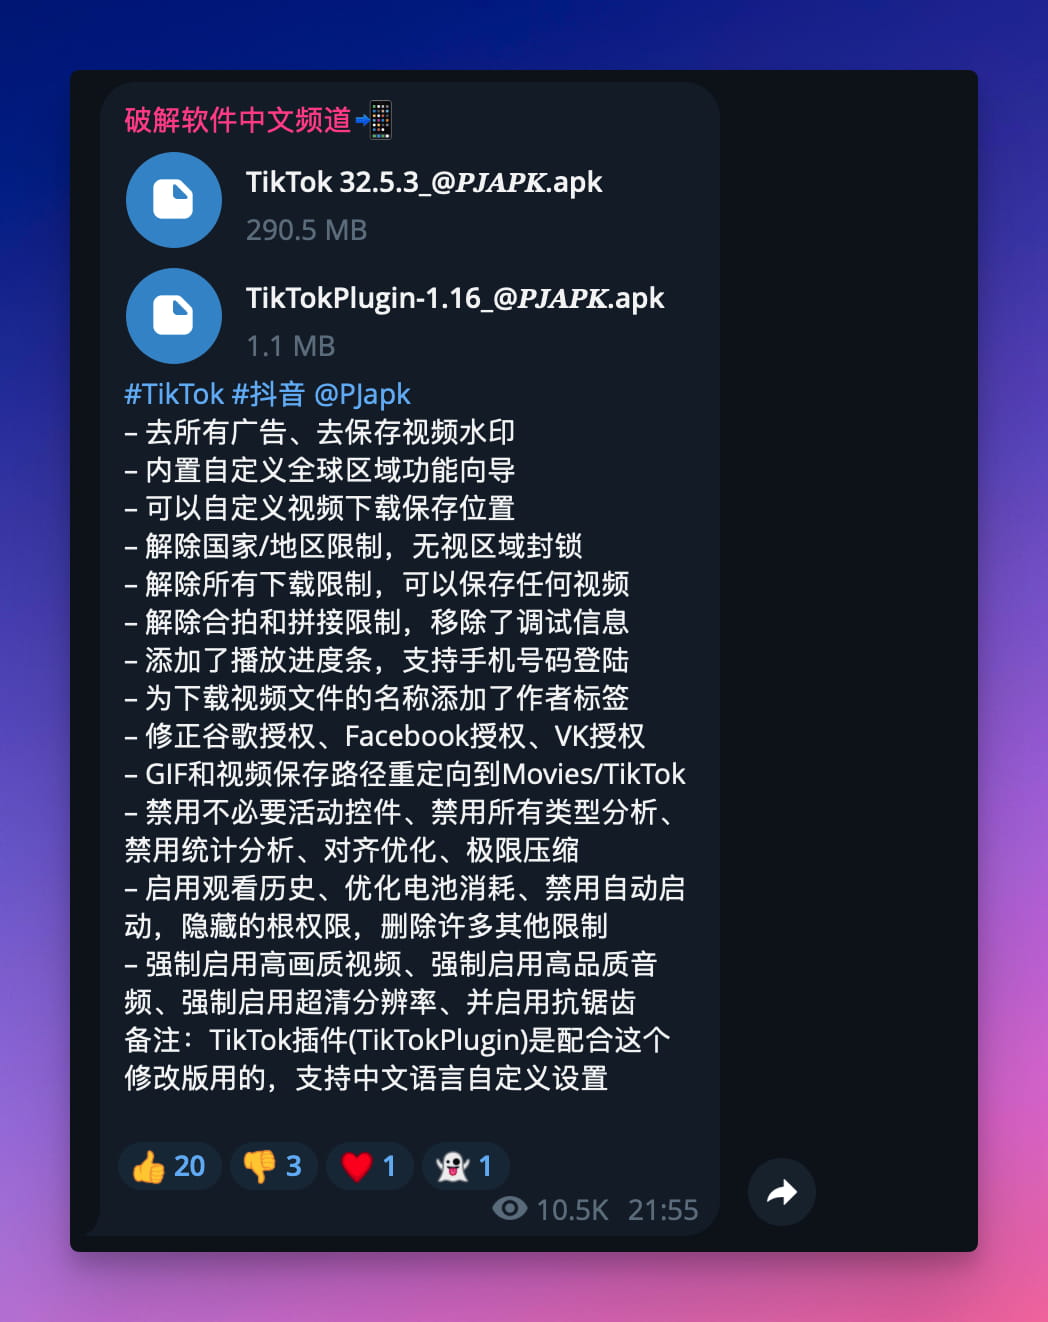 破解软件中文频道📲
TikTok 32.5.3_@PJAPK.apk
290.5 MB
TikTokPlugin-1.16_@PJAPK.apk
1.1 MB
#TikTok #抖音 @PJapk
– 去所有广告、去保存视频水印
– 内置自定义全球区域功能向导
– 可以自定义视频下载保存位置
– 解除国家/地区限制，无视区域封锁
– 解除所有下载限制，可以保存任何视频
– 解除合拍和拼接限制，移除了调试信息
– 添加了播放进度条，支持手机号码登陆
– 为下载视频文件的名称添加了作者标签
– 修正谷歌授权、Facebook授权、VK授权
– GIF和视频保存路径重定向到Movies/TikTok
– 禁用不必要活动控件、禁用所有类型分析、
禁用统计分析、对齐优化、极限压缩
– 启用观看历史、优化电池消耗、禁用自动启
动，隐藏的根权限，删除许多其他限制
– 强制启用高画质视频、强制启用高品质音
频、强制启用超清分辨率、并启用抗锯齿
备注：TikTok插件(TikTokPlugin)是配合这个
修改版用的，支持中文语言自定义设置
👍 20 👎 3 ❤️ 1 👻 1
10.5K 21:55